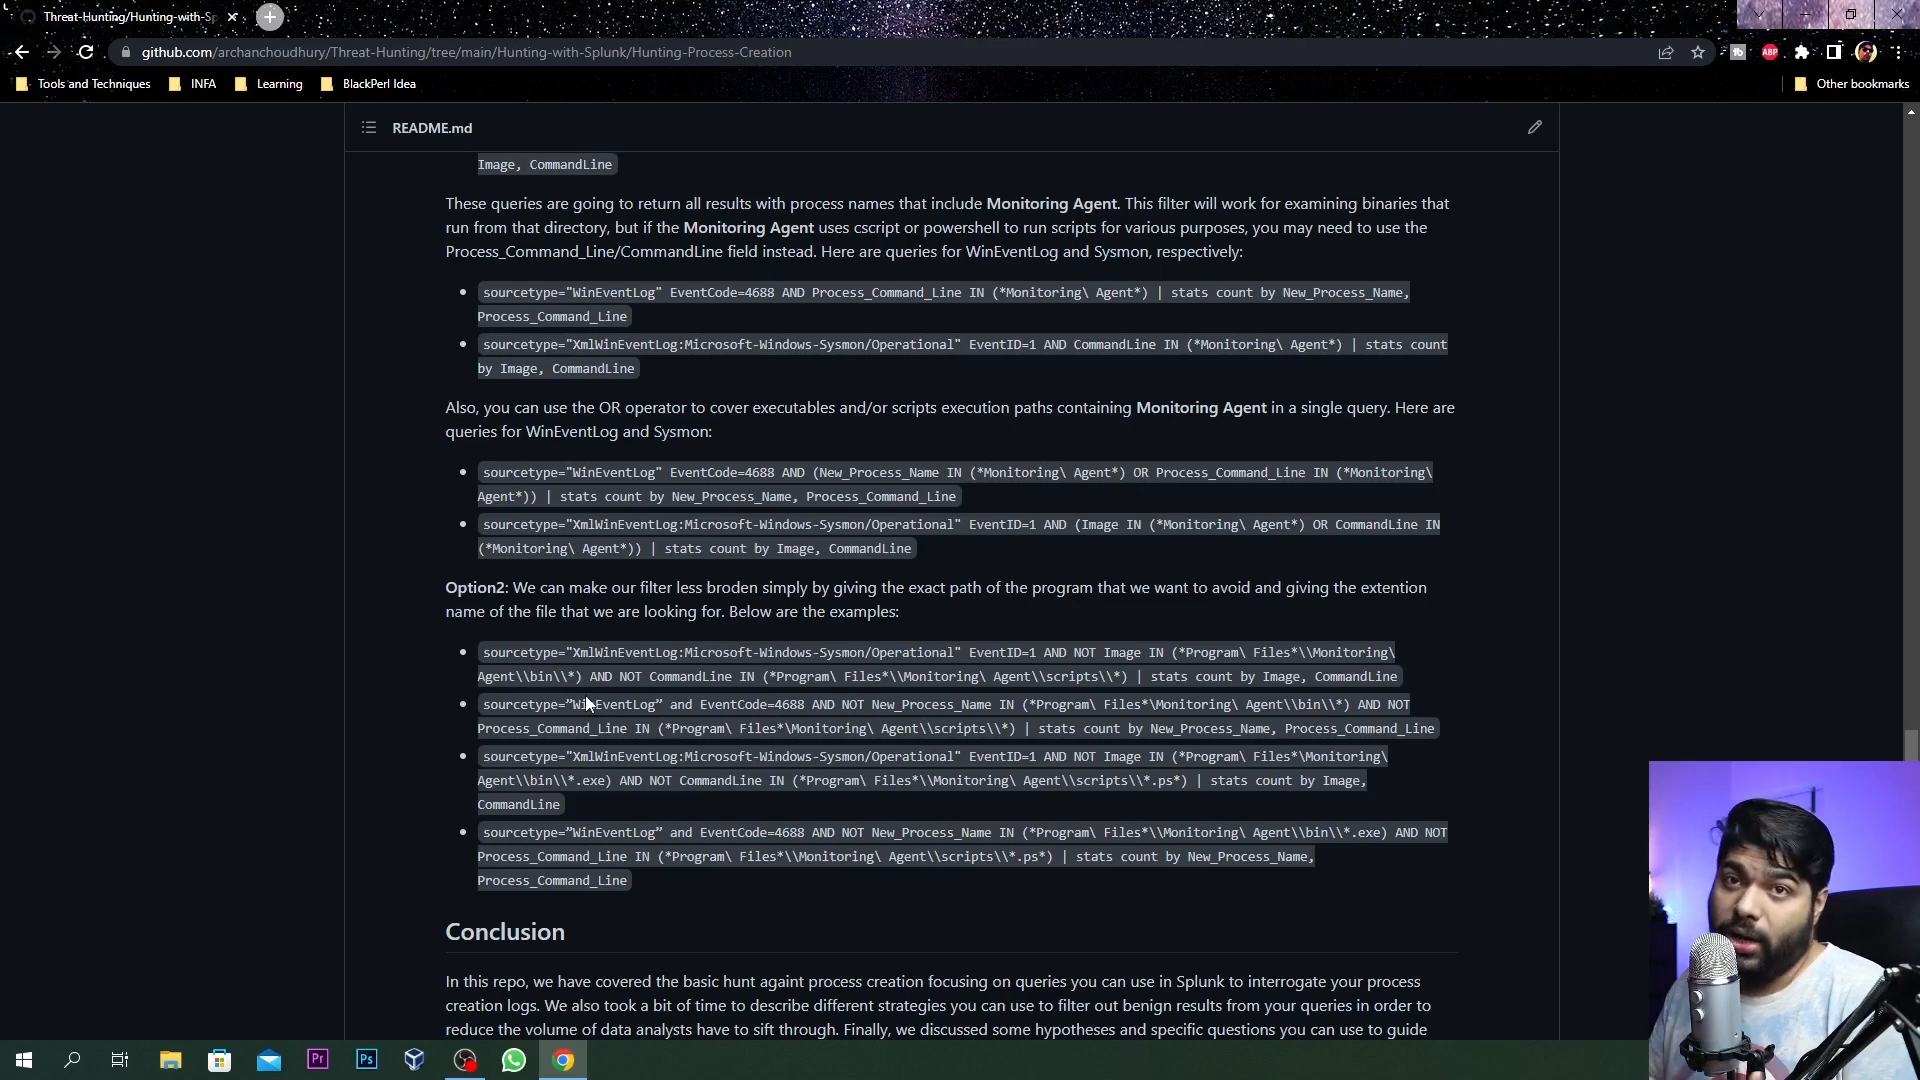 Threat-Hunting/Hunting-with-Sp
github.com/archanchoudhury/Threat-Hunting/tree/main/Hunting-with-Splunk/Hunting-Process-Creation
ABP
Tools and Techniques INFA Learning BlackPerl Idea Other bookmarks
README.md
Image, CommandLine
These queries are going to return all results with process names that include Monitoring Agent. This filter will work for examining binaries that
run from that directory, but if the Monitoring Agent uses cscript or powershell to run scripts for various purposes, you may need to use the
Process_Command_Line/CommandLine field instead. Here are queries for WinEventLog and Sysmon, respectively:
sourcetype="WinEventLog" EventCode=4688 AND Process_Command_Line IN (*Monitoring\ Agent*) | stats count by New_Process_Name,
Process_Command_Line
sourcetype="XmlWinEventLog:Microsoft-Windows-Sysmon/Operational" EventID=1 AND CommandLine IN (*Monitoring\ Agent*) | stats count
by Image, CommandLine
Also, you can use the OR operator to cover executables and/or scripts execution paths containing Monitoring Agent in a single query. Here are
queries for WinEventLog and Sysmon:
sourcetype="WinEventLog" EventCode=4688 AND (New_Process_Name IN (*Monitoring\ Agent*) OR Process_Command_Line IN (*Monitoring\
Agent*)) | stats count by New_Process_Name, Process_Command_Line
sourcetype="XmlWinEventLog:Microsoft-Windows-Sysmon/Operational" EventID=1 AND (Image IN (*Monitoring\ Agent*) OR CommandLine IN
(*Monitoring\ Agent*)) | stats count by Image, CommandLine
Option2: We can make our filter less broden simply by giving the exact path of the program that we want to avoid and giving the extention
name of the file that we are looking for. Below are the examples:
sourcetype="XmlWinEventLog:Microsoft-Windows-Sysmon/Operational" EventID=1 AND NOT Image IN (*Program\ Files*\\Monitoring\
Agent\\bin\\*) AND NOT CommandLine IN (*Program\ Files*\\Monitoring\ Agent\\scripts\\*) | stats count by Image, CommandLine
sourcetype=”WinEventLog” and EventCode=4688 AND NOT New_Process_Name IN (*Program\ Files*\Monitoring\ Agent\\bin\\*) AND NOT
Process_Command_Line IN (*Program\ Files*\Monitoring\ Agent\\scripts\\*) | stats count by New_Process_Name, Process_Command_Line
sourcetype="XmlWinEventLog:Microsoft-Windows-Sysmon/Operational" EventID=1 AND NOT Image IN (*Program\ Files*\Monitoring\
Agent\\bin\\*.exe) AND NOT CommandLine IN (*Program\ Files*\\Monitoring\ Agent\\scripts\\*.ps*) | stats count by Image,
CommandLine
sourcetype=”WinEventLog” and EventCode=4688 AND NOT New_Process_Name IN (*Program\ Files*\\Monitoring\ Agent\\bin\\*.exe) AND NOT
Process_Command_Line IN (*Program\ Files*\\Monitoring\ Agent\\scripts\\*.ps*) | stats count by New_Process_Name,
Process_Command_Line
Conclusion
In this repo, we have covered the basic hunt againt process creation focusing on queries you can use in Splunk to interrogate your process
creation logs. We also took a bit of time to describe different strategies you can use to filter out benign results from your queries in order to
reduce the volume of data analysts have to sift through. Finally, we discussed some hypotheses and specific questions you can use to guide
Pr Ps